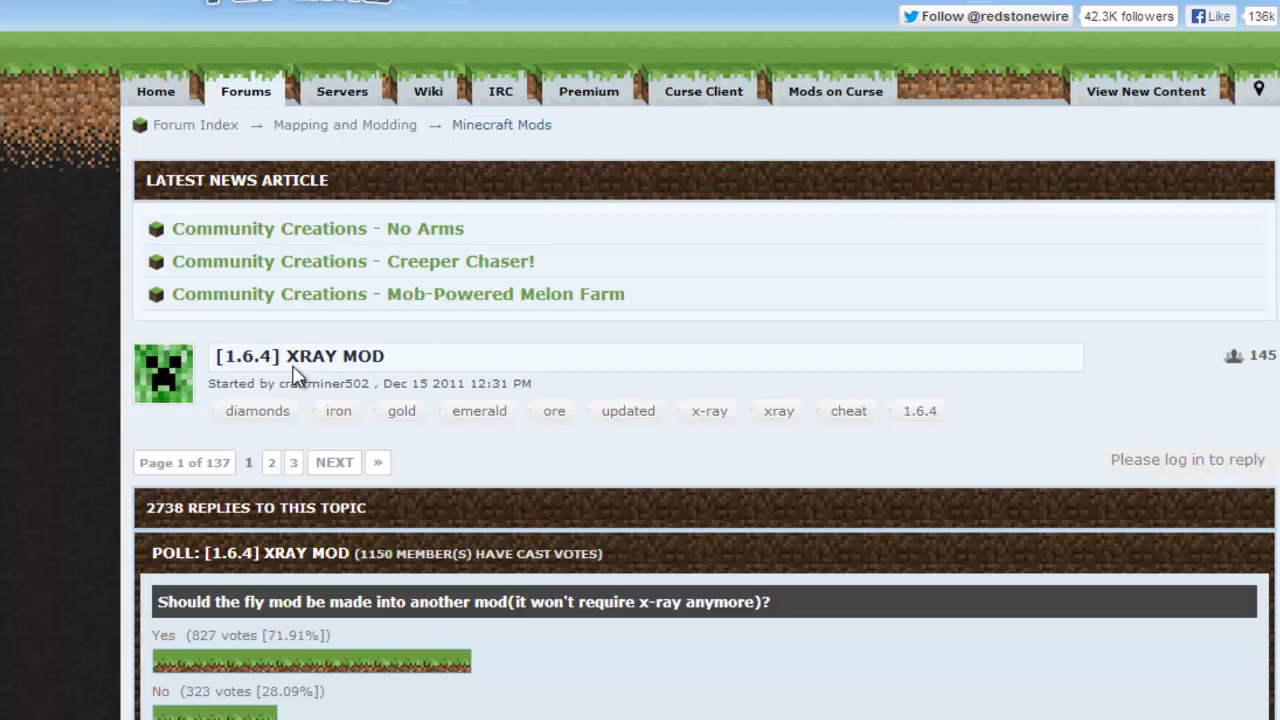 Follow @redstonewire 42.3K followers Like 136k
Home Forums Servers Wiki IRC Premium Curse Client Mods on Curse View New Content
Forum Index → Mapping and Modding → Minecraft Mods
LATEST NEWS ARTICLE
Community Creations - No Arms
Community Creations - Creeper Chaser!
Community Creations - Mob-Powered Melon Farm
[1.6.4] XRAY MOD 145
Started by , Dec 15 2011 12:31 PM
diamonds iron gold emerald ore updated x-ray xray cheat 1.6.4
Page 1 of 137 1 2 3 NEXT » Please log in to reply
2738 REPLIES TO THIS TOPIC
POLL: [1.6.4] XRAY MOD (1150 MEMBER(S) HAVE CAST VOTES)
Should the fly mod be made into another mod(it won't require x-ray anymore)?
Yes (827 votes [71.91%])
No (323 votes [28.09%])